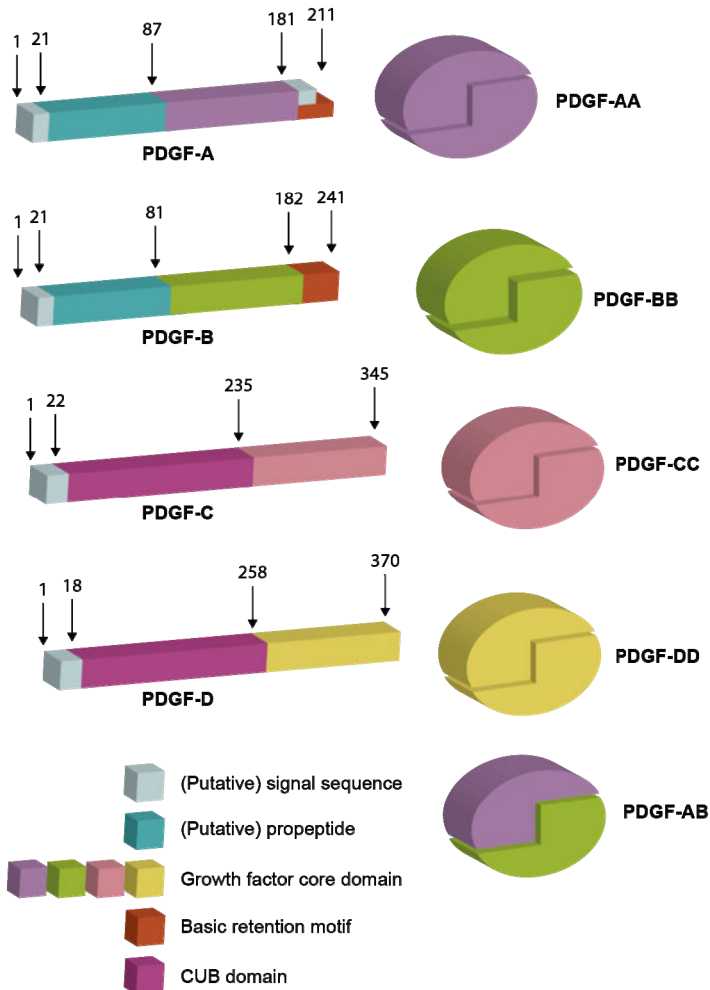 1 21 87 181 211
PDGF-A
PDGF-AA
1 21 81 182 241
PDGF-B
PDGF-BB
1 22 235 345
PDGF-C
PDGF-CC
1 18 258 370
PDGF-D
PDGF-DD
(Putative) signal sequence
(Putative) propeptide
Growth factor core domain
Basic retention motif
CUB domain
PDGF-AB